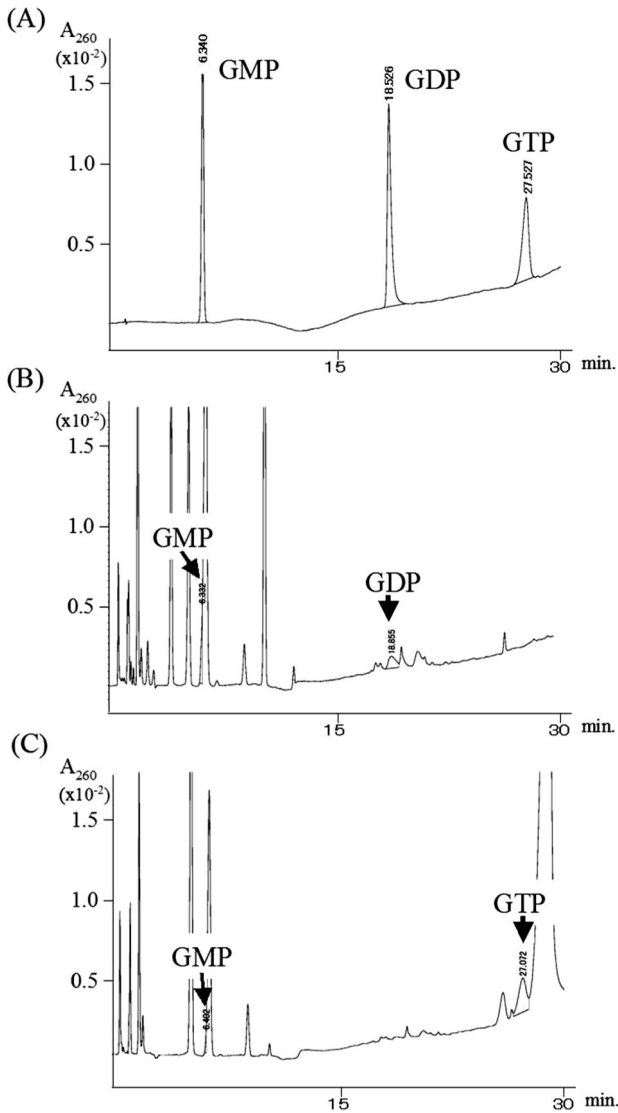 (A)
A260
(x10-2)
6.340
GMP
18.526
GDP
GTP
27.527
1.5
1.0
0.5
15
30
min.
(B)
A260
(x10-2)
1.5
1.0
GMP
6.332
GDP
18.855
0.5
15
30
min.
(C)
A260
(x10-2)
1.5
1.0
GTP
27.072
GMP
6.402
0.5
15
30
min.